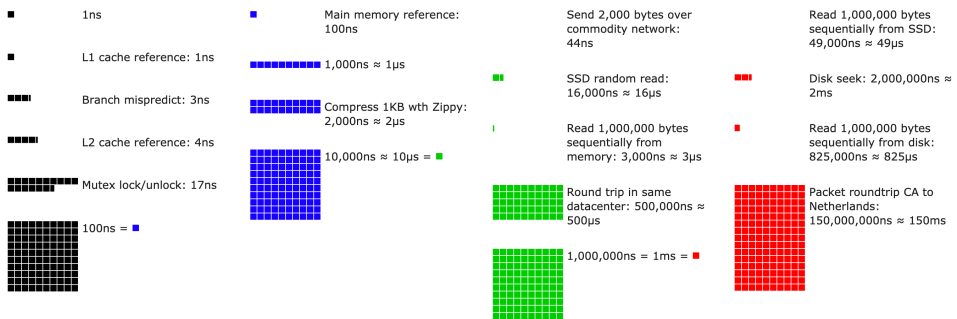 1ns
L1 cache reference: 1ns
Branch mispredict: 3ns
L2 cache reference: 4ns
Mutex lock/unlock: 17ns
100ns =
Main memory reference:
100ns
1,000ns ≈ 1μs
Compress 1KB wth Zippy:
2,000ns ≈ 2μs
10,000ns ≈ 10μs =
Send 2,000 bytes over
commodity network:
44ns
SSD random read:
16,000ns ≈ 16μs
Read 1,000,000 bytes
sequentially from
memory: 3,000ns ≈ 3μs
Round trip in same
datacenter: 500,000ns ≈
500μs
1,000,000ns = 1ms =
Read 1,000,000 bytes
sequentially from SSD:
49,000ns ≈ 49μs
Disk seek: 2,000,000ns ≈
2ms
Read 1,000,000 bytes
sequentially from disk:
825,000ns ≈ 825μs
Packet roundtrip CA to
Netherlands:
150,000,000ns ≈ 150ms